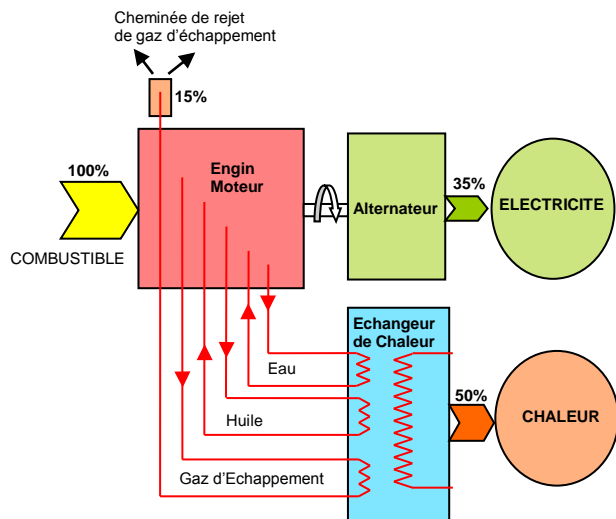 Cheminée de rejet
de gaz d'échappement
15%
100%
Engin
Moteur
Alternateur
35%
ELECTRICITE
COMBUSTIBLE
Echangeur
de Chaleur
Eau
Huile
50%
CHALEUR
Gaz d'Echappement